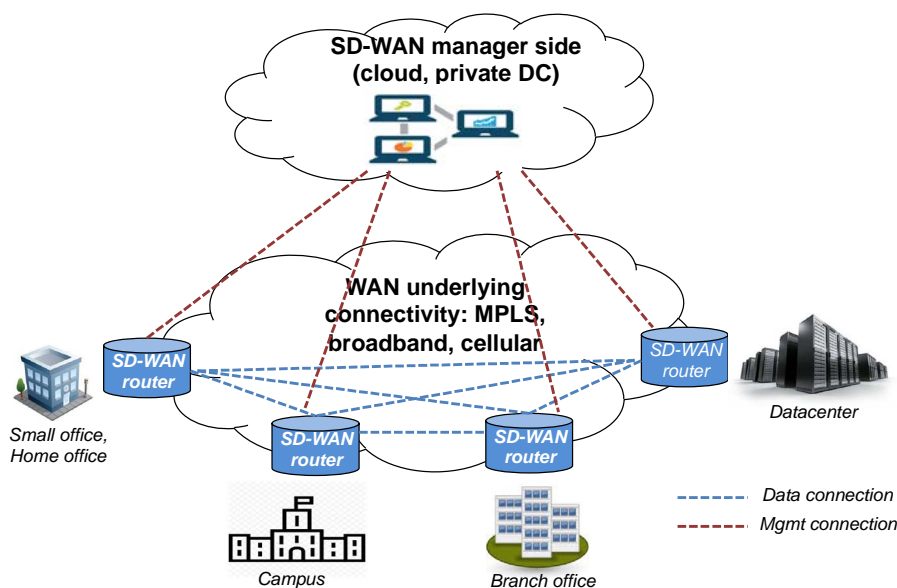 SD-WAN manager side
(cloud, private DC)
WAN underlying
connectivity: MPLS,
broadband, cellular
SD-WAN
router
SD-WAN
router
SD-WAN
router
SD-WAN
router
Small office,
Home office
Datacenter
Campus
Branch office
Data connection
Mgmt connection